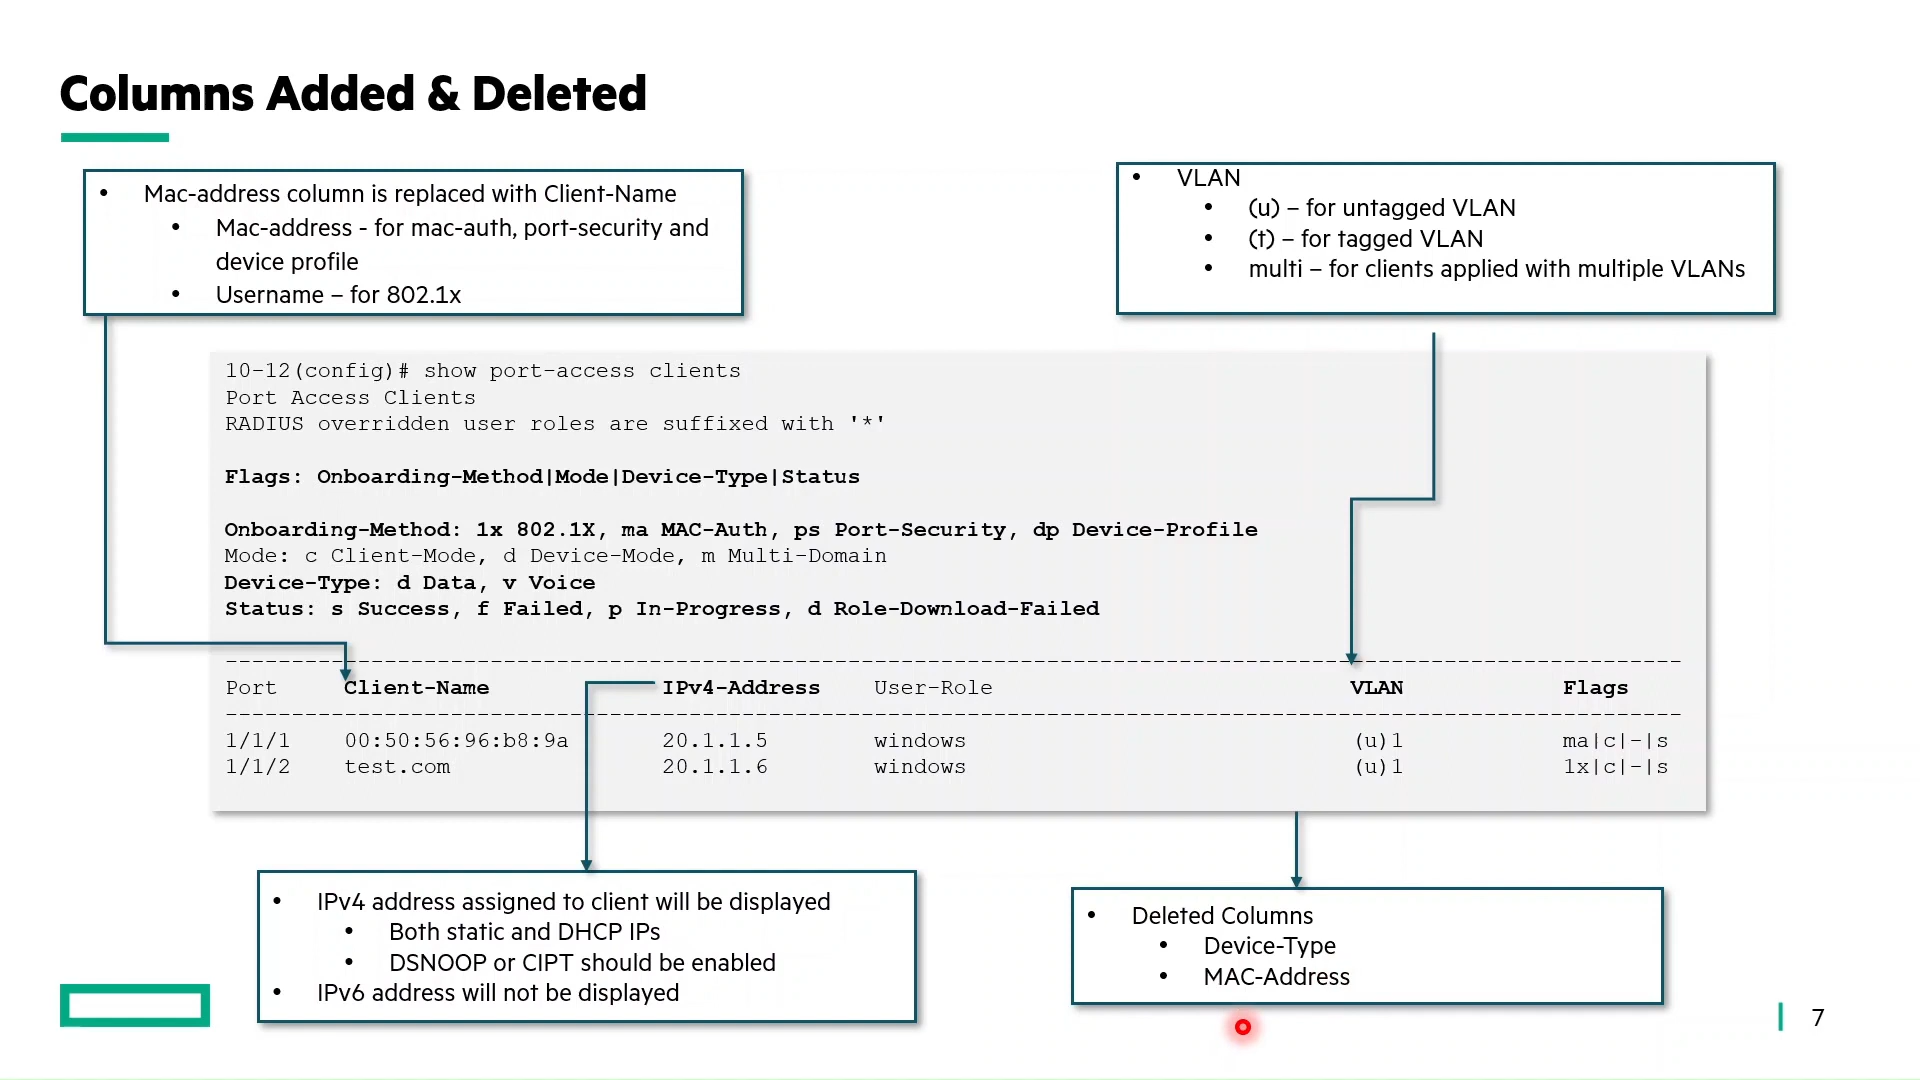 Columns Added & Deleted
• Mac-address column is replaced with Client-Name
• Mac-address - for mac-auth, port-security and
device profile
• Username – for 802.1x
• VLAN
• (u) – for untagged VLAN
• (t) – for tagged VLAN
• multi – for clients applied with multiple VLANs
10-12(config)# show port-access clients
Port Access Clients
RADIUS overridden user roles are suffixed with '*'
Flags: Onboarding-Method|Mode|Device-Type|Status
Onboarding-Method: 1x 802.1X, ma MAC-Auth, ps Port-Security, dp Device-Profile
Mode: c Client-Mode, d Device-Mode, m Multi-Domain
Device-Type: d Data, v Voice
Status: s Success, f Failed, p In-Progress, d Role-Download-Failed
--------------------------------------------------------------------------------------------------------------
Port Client-Name IPv4-Address User-Role VLAN Flags
--------------------------------------------------------------------------------------------------------------
1/1/1 00:50:56:96:b8:9a 20.1.1.5 windows (u)1 ma|c|-|s
1/1/2 test.com 20.1.1.6 windows (u)1 1x|c|-|s
• IPv4 address assigned to client will be displayed
• Both static and DHCP IPs
• DSNOOP or CIPT should be enabled
• IPv6 address will not be displayed
• Deleted Columns
• Device-Type
• MAC-Address
7